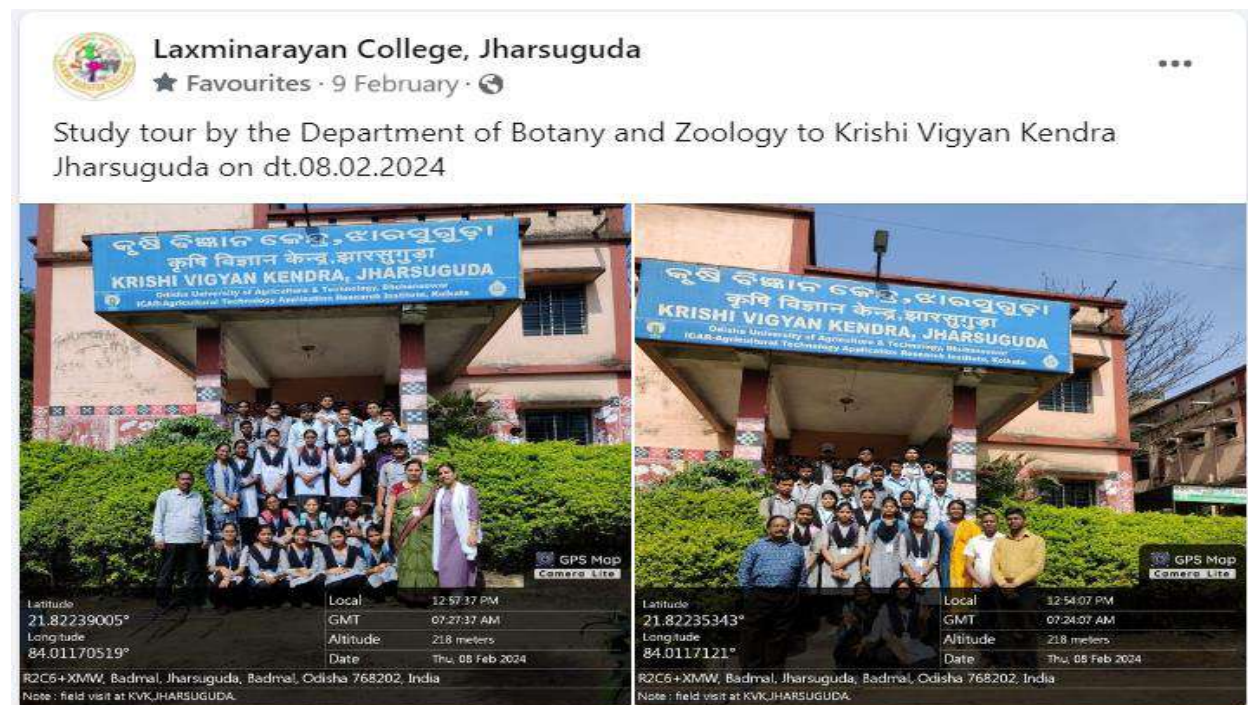 Laxminarayan College, Jharsuguda
Favourites · 9 February ·
Study tour by the Department of Botany and Zoology to Krishi Vigyan Kendra
Jharsuguda on dt.08.02.2024
କୃଷି ବିଜ୍ଞାନ କେନ୍ଦ୍ର,ଝାରସୁଗୁଡ଼ା
कृषि विज्ञान केन्द्र,झारसुगुड़ा
KRISHI VIGYAN KENDRA, JHARSUGUDA
Odisha University of Agriculture & Technology, Bhubaneswar
ICAR-Agricultural Technology Application Research Institute, Kolkata
GPS Map
Camera Lite
Latitude
21.82239005°
Longitude
84.01170519°
Local 12:57:37 PM
GMT 07:27:37 AM
Altitude 218 meters
Date Thu, 08 Feb 2024
R2C6+XMW, Badmal, Jharsuguda, Badmal, Odisha 768202, India
Note : field visit at KVK,JHARSUGUDA.
କୃଷି ବିଜ୍ଞାନ କେନ୍ଦ୍ର,ଝାରସୁଗୁଡ଼ା
कृषि विज्ञान केन्द्र,झारसुगुड़ा
KRISHI VIGYAN KENDRA, JHARSUGUDA
Odisha University of Agriculture & Technology, Bhubaneswar
ICAR-Agricultural Technology Application Research Institute, Kolkata
GPS Map
Camera Lite
Latitude
21.82235343°
Longitude
84.0117121°
Local 12:54:07 PM
GMT 07:24:07 AM
Altitude 218 meters
Date Thu, 08 Feb 2024
R2C6+XMW, Badmal, Jharsuguda, Badmal, Odisha 768202, India
Note : field visit at KVK,JHARSUGUDA.